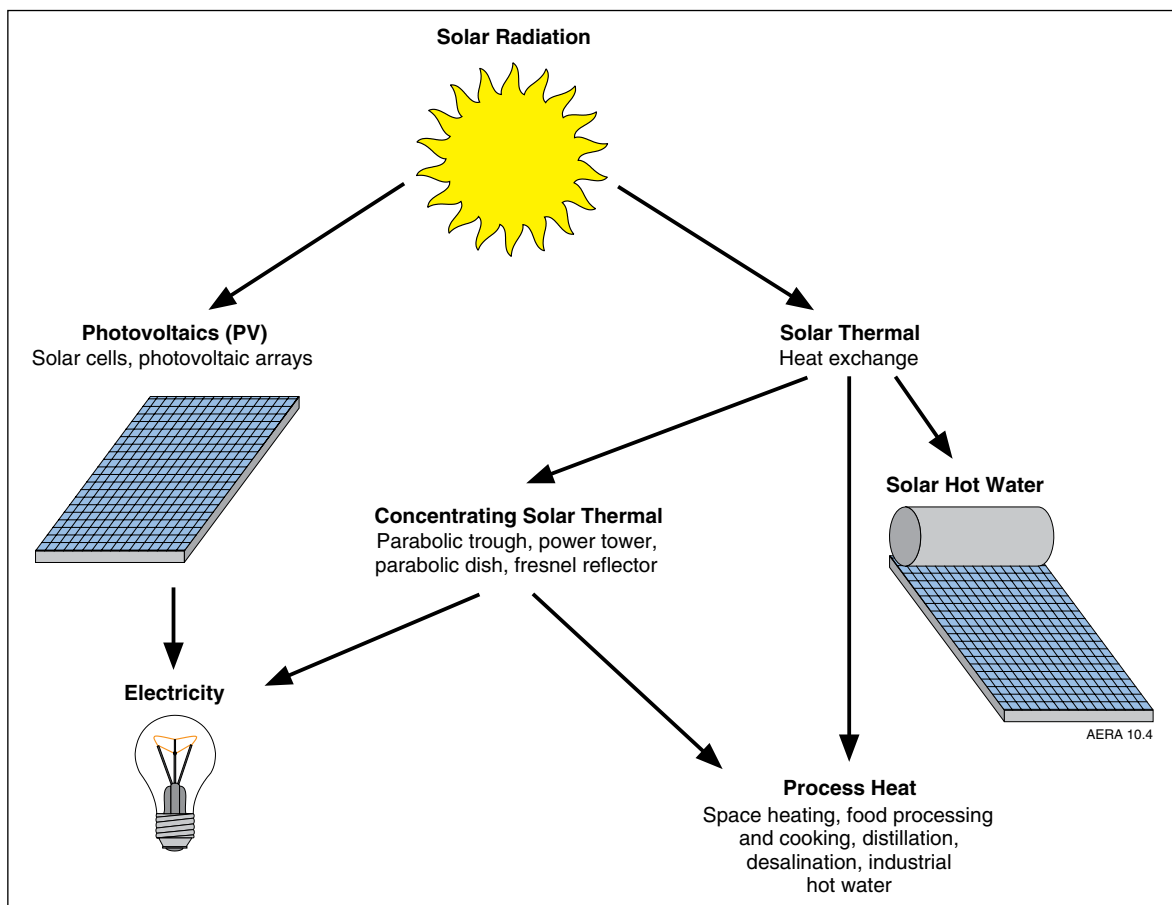 Solar Radiation
Photovoltaics (PV)
Solar cells, photovoltaic arrays
Solar Thermal
Heat exchange
Concentrating Solar Thermal
Parabolic trough, power tower,
parabolic dish, fresnel reflector
Solar Hot Water
AERA 10.4
Electricity
Process Heat
Space heating, food processing
and cooking, distillation,
desalination, industrial
hot water